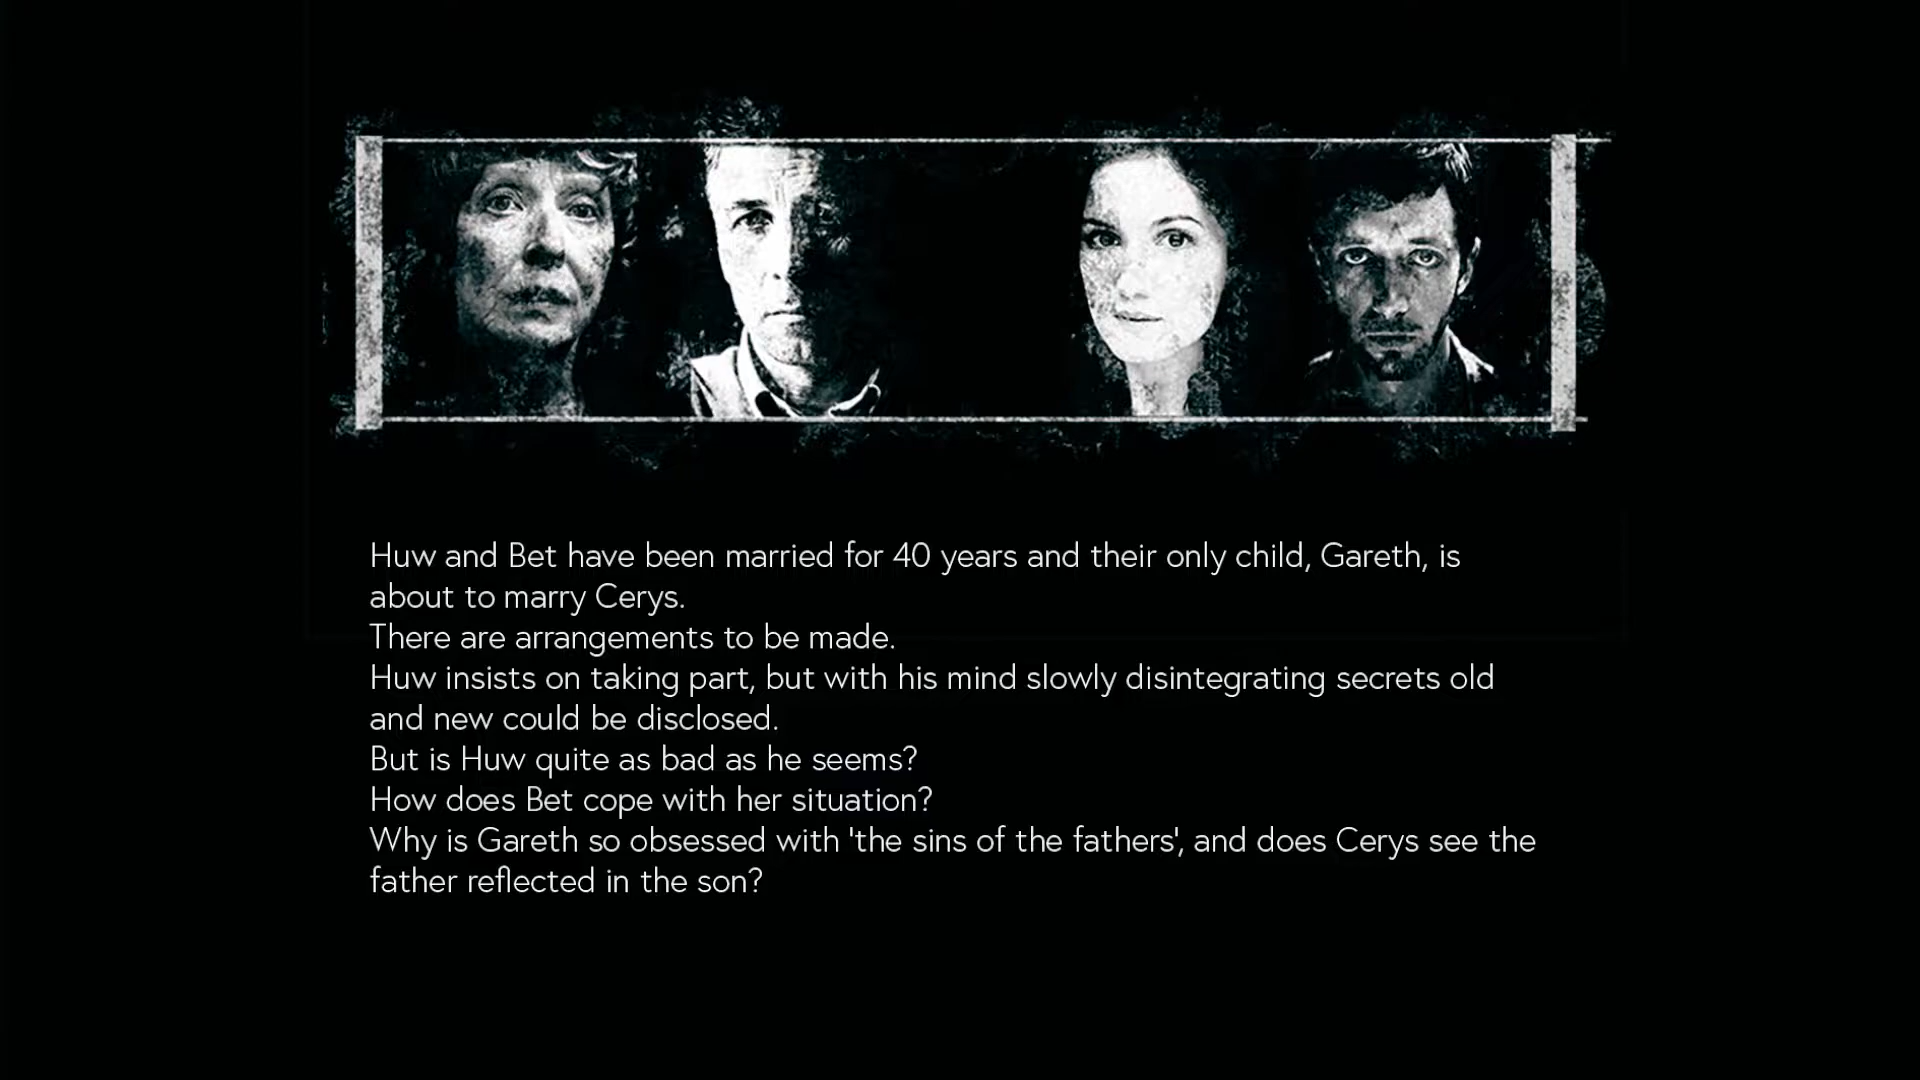 Huw and Bet have been married for 40 years and their only child, Gareth, is
about to marry Cerys.
There are arrangements to be made.
Huw insists on taking part, but with his mind slowly disintegrating secrets old
and new could be disclosed.
But is Huw quite as bad as he seems?
How does Bet cope with her situation?
Why is Gareth so obsessed with 'the sins of the fathers', and does Cerys see the
father reflected in the son?